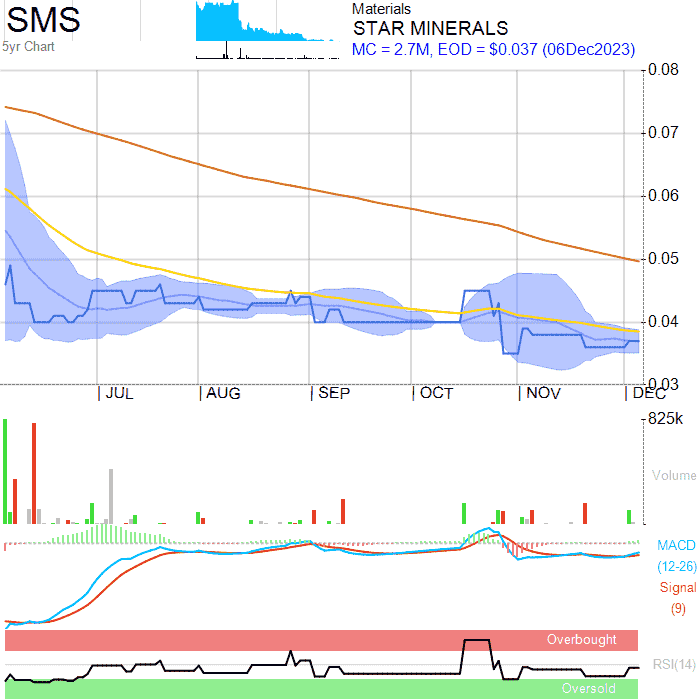 SMS
5yr Chart
Materials
STAR MINERALS
MC = 2.7M, EOD = $0.037 (06Dec2023)
0.08
0.07
0.06
0.05
0.04
0.03
JUL AUG SEP OCT NOV DEC
825k
Volume
MACD
(12-26)
Signal
(9)
Overbought
RSI(14)
Oversold